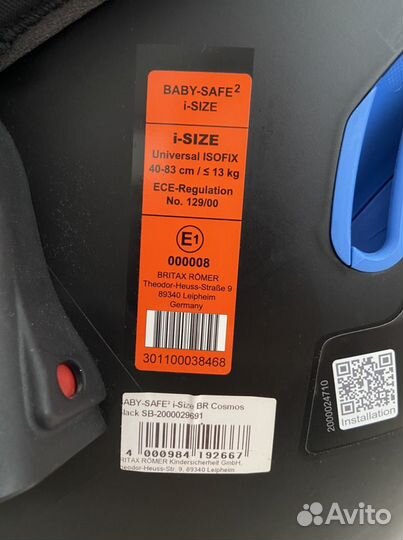 BABY-SAFE²
i-SIZE
i-SIZE
Universal ISOFIX
40-83 cm / ≤ 13 kg
ECE-Regulation
No. 129/00
E1
000008
BRITAX RÖMER
Theodor-Heuss-Straße 9
89340 Leipheim
Germany
301100038468
BABY-SAFE² i-Size BR Cosmos
Black SB-2000029691
4 000984 192667
BRITAX RÖMER Kindersicherheit GmbH,
Theodor-Heuss-Str. 9, 89340 Leipheim
Installation
2000024710
Avito